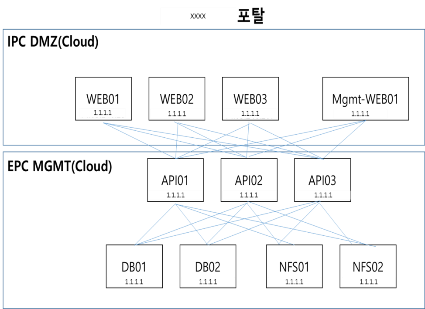 xxxx 포탈
IPC DMZ(Cloud)
WEB01 WEB02 WEB03 Mgmt-WEB01
1.1.1.1 1.1.1.1 1.1.1.1 1.1.1.1
EPC MGMT(Cloud)
API01 API02 API03
1.1.1.1 1.1.1.1 1.1.1.1
DB01 DB02 NFS01 NFS02
1.1.1.1 1.1.1.1 1.1.1.1 1.1.1.1